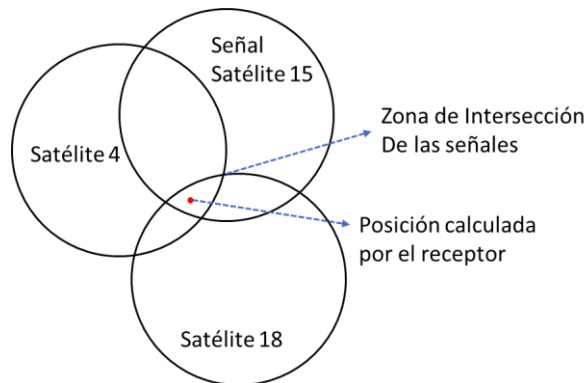 Señal
Satélite 15
Satélite 4
Zona de Intersección
De las señales
Posición calculada
por el receptor
Satélite 18